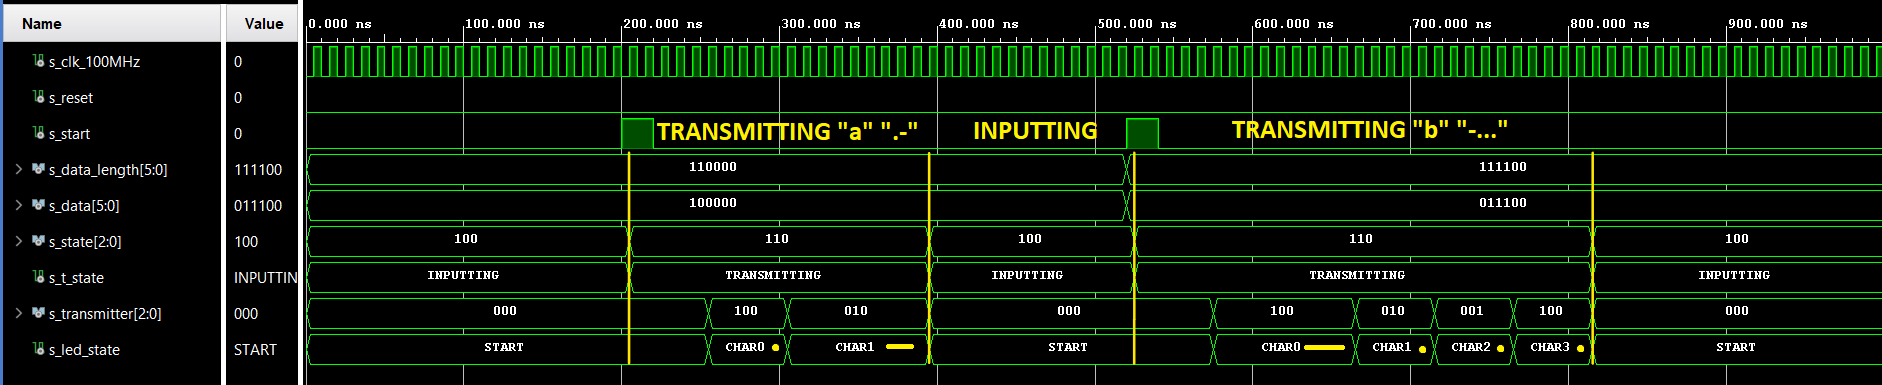 Name Value 0.000 ns 100.000 ns 200.000 ns 300.000 ns 400.000 ns 500.000 ns 600.000 ns 700.000 ns 800.000 ns 900.000 ns
s_clk_100MHz 0
s_reset 0
s_start 0 TRANSMITTING "a" ".-" INPUTTING TRANSMITTING "b" "-..."
s_data_length[5:0] 111100 110000 111100
s_data[5:0] 011100 100000 011100
s_state[2:0] 100 100 110 100 110 100
s_t_state INPUTTIN INPUTTING TRANSMITTING INPUTTING TRANSMITTING INPUTTING
s_transmitter[2:0] 000 000 100 010 000 100 010 001 100 000
s_led_state START START CHAR0 CHAR1 START CHAR0 CHAR1 CHAR2 CHAR3 START